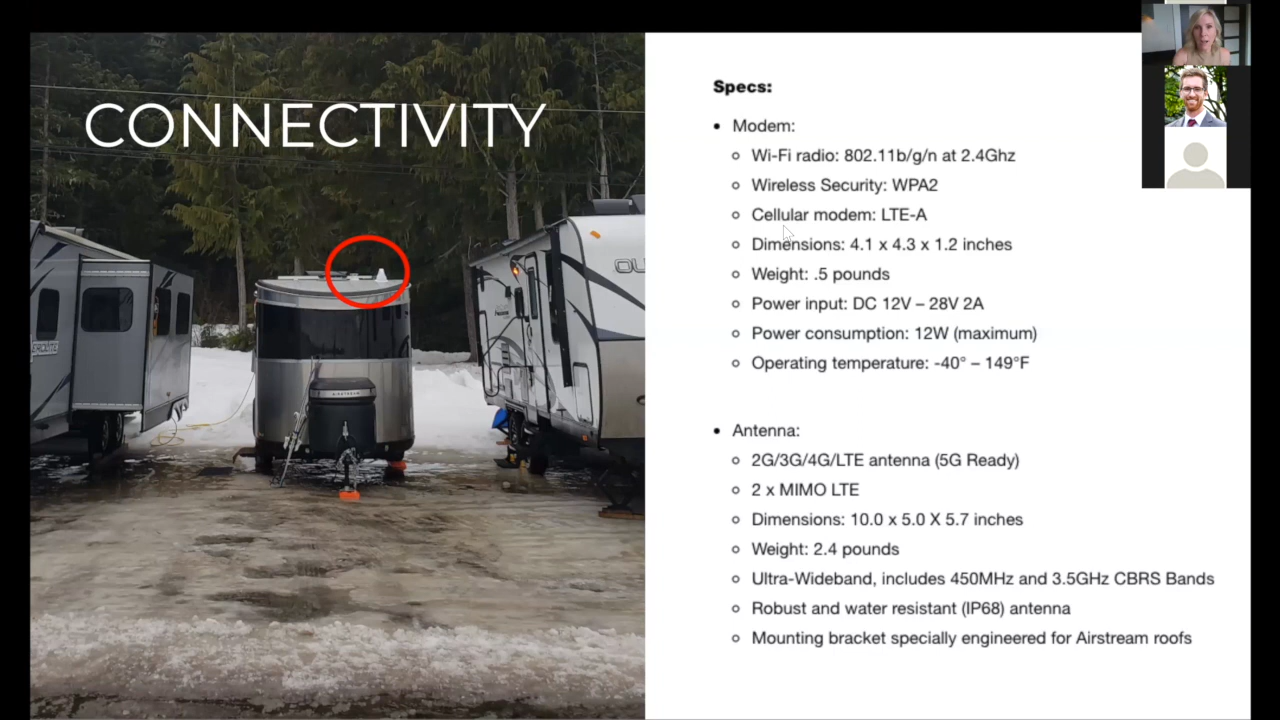 CONNECTIVITY
AIRSTREAM
Specs:
Modem:
Wi-Fi radio: 802.11b/g/n at 2.4Ghz
Wireless Security: WPA2
Cellular modem: LTE-A
Dimensions: 4.1 x 4.3 x 1.2 inches
Weight: .5 pounds
Power input: DC 12V – 28V 2A
Power consumption: 12W (maximum)
Operating temperature: -40° – 149°F
Antenna:
2G/3G/4G/LTE antenna (5G Ready)
2 x MIMO LTE
Dimensions: 10.0 x 5.0 X 5.7 inches
Weight: 2.4 pounds
Ultra-Wideband, includes 450MHz and 3.5GHz CBRS Bands
Robust and water resistant (IP68) antenna
Mounting bracket specially engineered for Airstream roofs